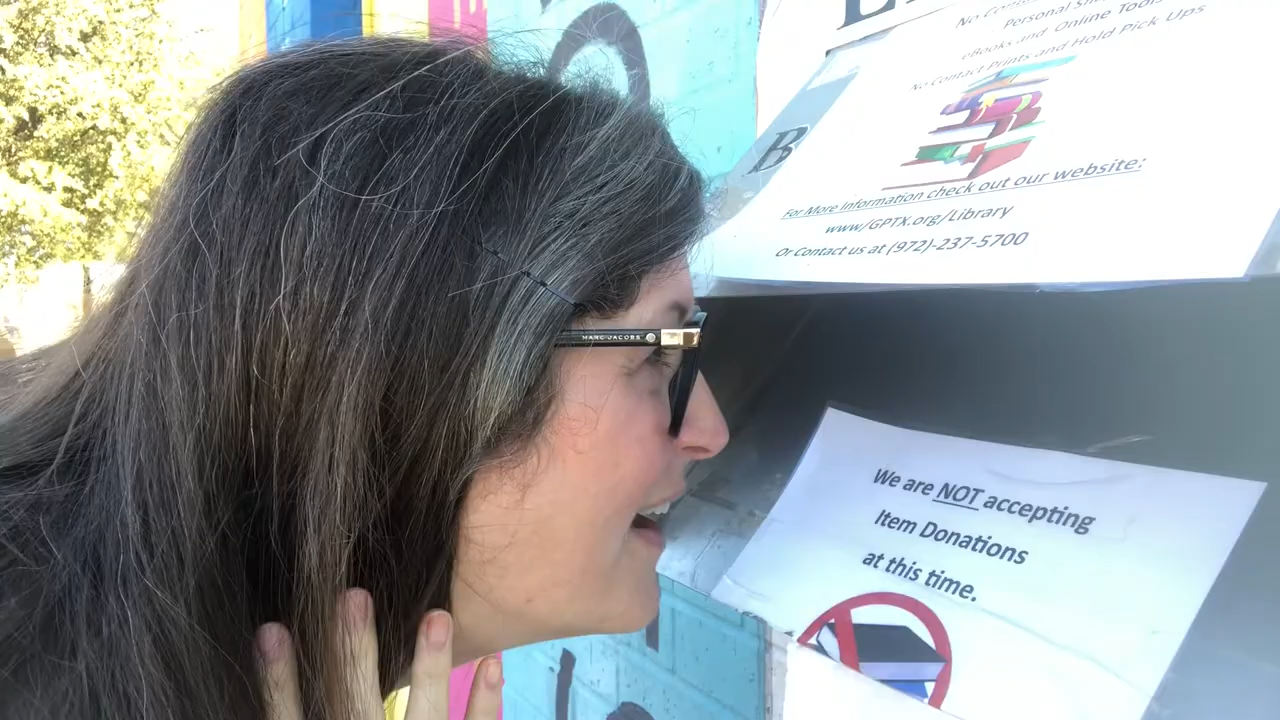 Personal
eBooks and Online Tools
No Contact Prints and Hold Pick Ups
B
For More Information check out our website:
www/GPTX.org/Library
Or Contact us at (972)-237-5700
MARC JACOBS
We are NOT accepting
Item Donations
at this time.